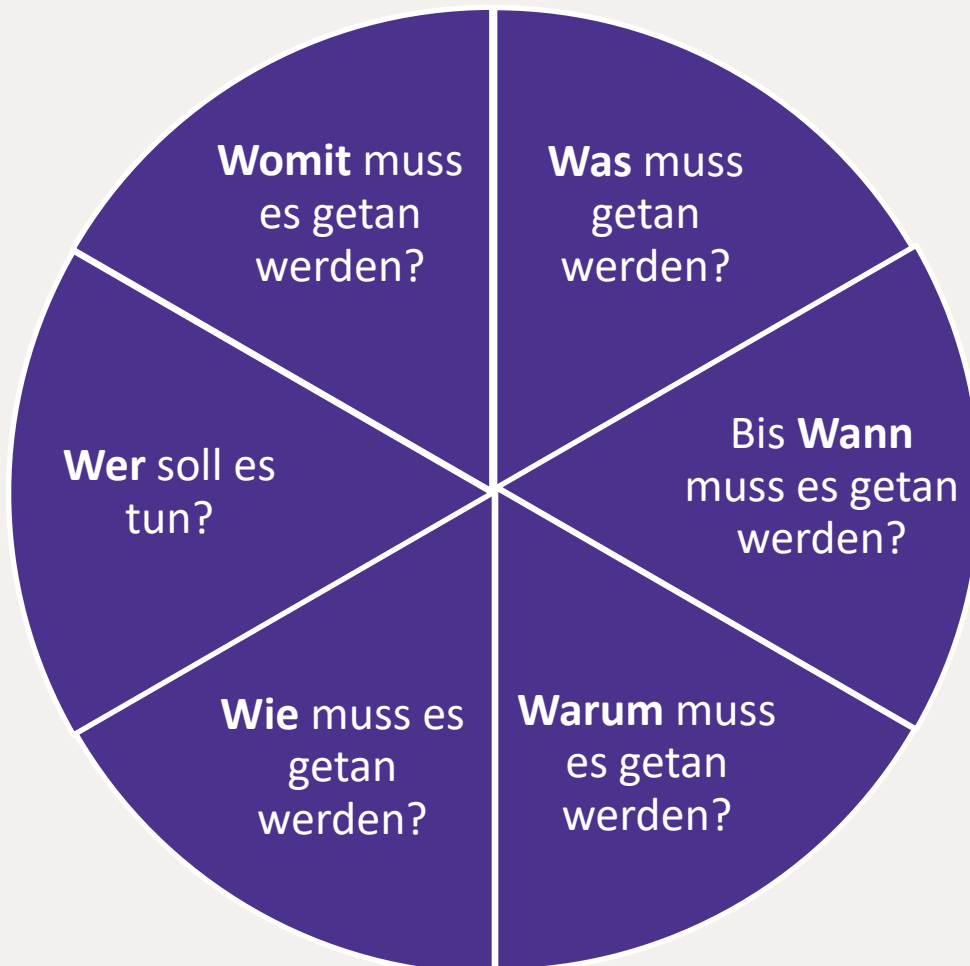 Womit muss
es getan
werden?
Was muss
getan
werden?
Bis Wann
muss es getan
werden?
Wer soll es
tun?
Wie muss es
getan
werden?
Warum muss
es getan
werden?